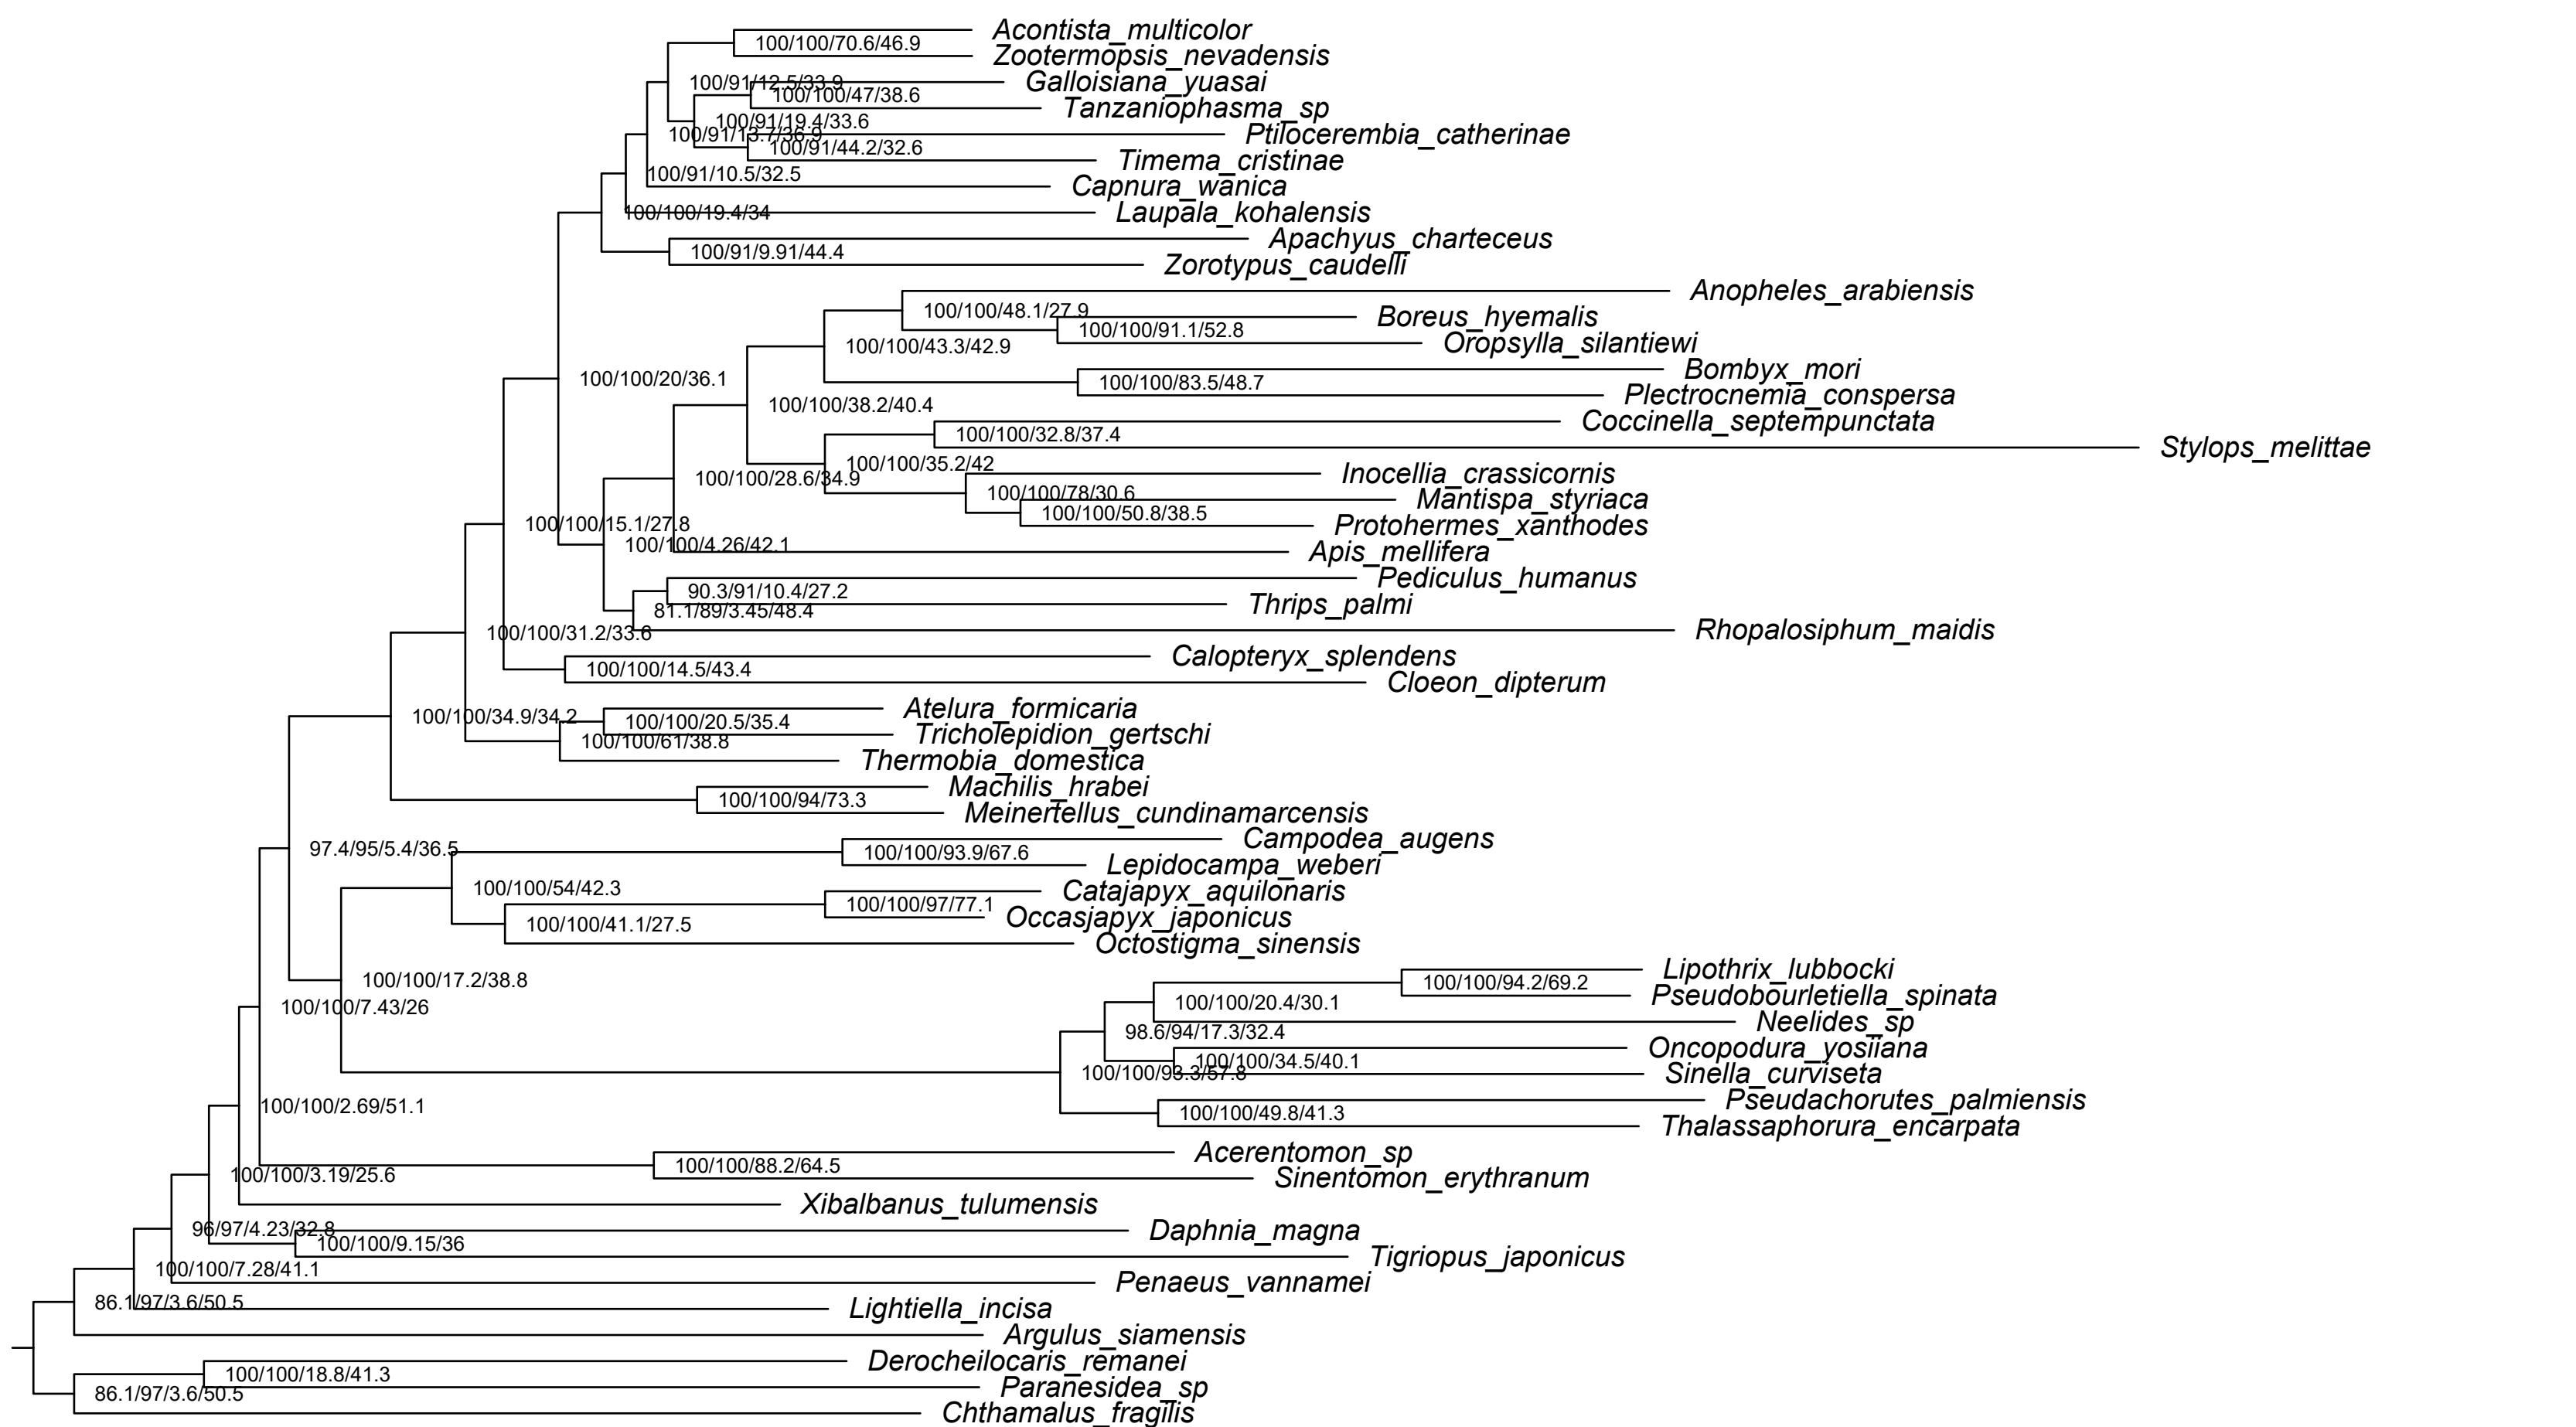 Acontista_multicolor
100/100/70.6/46.9
Zootermopsis_nevadensis
100/91/12.5/33.9
Galloisiana_yuasai
100/100/47/38.6
Tanzaniophasma_sp
100/91/19.4/33.6
100/91/13.7/36.9
Ptilocerembia_catherinae
100/91/44.2/32.6
Timema_cristinae
100/91/10.5/32.5
Capnura_wanica
100/100/19.4/34
Laupala_kohalensis
Apachyus_charteceus
100/91/9.91/44.4
Zorotypus_caudelli
Anopheles_arabiensis
100/100/48.1/27.9
Boreus_hyemalis
100/100/91.1/52.8
Oropsylla_silantiewi
100/100/43.3/42.9
Bombyx_mori
100/100/20/36.1
100/100/83.5/48.7
Plectrocnemia_conspersa
100/100/38.2/40.4
Coccinella_septempunctata
100/100/32.8/37.4
Stylops_melittae
100/100/35.2/42
Inocellia_crassicornis
100/100/28.6/34.9
100/100/78/30.6
Mantispa_styriaca
100/100/50.8/38.5
Protohermes_xanthodes
100/100/15.1/27.8
100/100/4.26/42.1
Apis_mellifera
Pediculus_humanus
90.3/91/10.4/27.2
Thrips_palmi
81.1/89/3.45/48.4
Rhopalosiphum_maidis
100/100/31.2/33.6
Calopteryx_splendens
100/100/14.5/43.4
Cloeon_dipterum
Atelura_formicaria
100/100/34.9/34.2
100/100/20.5/35.4
Tricholepidion_gertschi
100/100/61/38.8
Thermobia_domestica
Machilis_hrabei
100/100/94/73.3
Meinertellus_cundinamarcensis
Campodea_augens
97.4/95/5.4/36.5
100/100/93.9/67.6
Lepidocampa_weberi
100/100/54/42.3
Catajapyx_aquilonaris
100/100/97/77.1
Occasjapyx_japonicus
100/100/41.1/27.5
Octostigma_sinensis
Lipothrix_lubbocki
100/100/17.2/38.8
100/100/94.2/69.2
Pseudobourletiella_spinata
100/100/7.43/26
100/100/20.4/30.1
Neelides_sp
98.6/94/17.3/32.4
Oncopodura_yosiiana
100/100/34.5/40.1
100/100/93.3/57.8
Sinella_curviseta
Pseudachorutes_palmiensis
100/100/2.69/51.1
100/100/49.8/41.3
Thalassaphorura_encarpata
Acerentomon_sp
100/100/88.2/64.5
100/100/3.19/25.6
Sinentomon_erythranum
Xibalbanus_tulumensis
96/97/4.23/32.8
Daphnia_magna
100/100/9.15/36
Tigriopus_japonicus
100/100/7.28/41.1
Penaeus_vannamei
86.1/97/3.6/50.5
Lightiella_incisa
Argulus_siamensis
Derocheilocaris_remanei
100/100/18.8/41.3
86.1/97/3.6/50.5
Paranesidea_sp
Chthamalus_fragilis